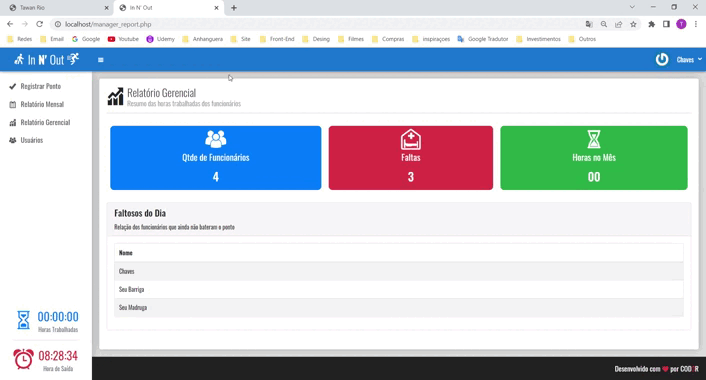 Tawan Rio
In N' Out
localhost/manager_report.php
T
Redes
Email
Google
Youtube
Udemy
Anhanguera
Site
Front-End
Desing
Filmes
Compras
inspiraçoes
Google Tradutor
Investimentos
Outros
In N' Out
Chaves
Registrar Ponto
Relatório Mensal
Relatório Gerencial
Usuários
Relatório Gerencial
Resumo das horas trabalhadas dos funcionários
Qtde de Funcionários
4
Faltas
3
Horas no Mês
00
Faltosos do Dia
Relação dos funcionários que ainda não bateram o ponto
Nome
Chaves
Seu Barriga
Seu Madruga
00:00:00
Horas Trabalhadas
08:28:34
Hora de Saída
Desenvolvido com ❤ por COD3R